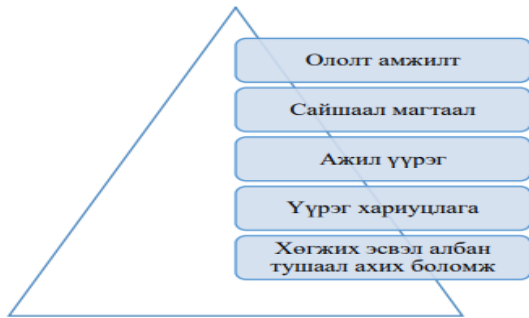 Ололт амжилт
Сайшаал магтаал
Ажил үүрэг
Үүрэг хариуцлага
Хөгжих эсвэл албан
тушаал ахих боломж